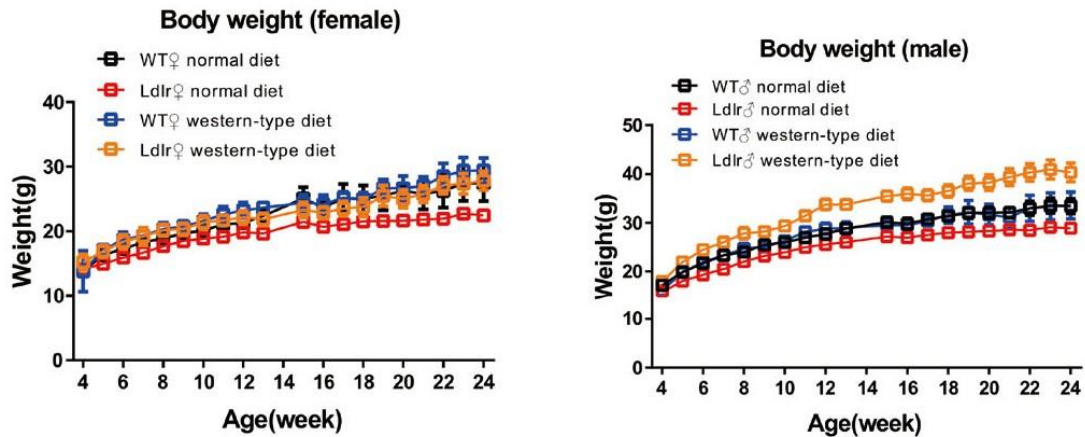 Body weight (female)
WT♀ normal diet
Ldlr♀ normal diet
WT♀ western-type diet
Ldlr♀ western-type diet
Weight(g)
40
30
20
10
0
4 6 8 10 12 14 16 18 20 22 24
Age(week)
Body weight (male)
WT♂ normal diet
Ldlr♂ normal diet
WT♂ western-type diet
Ldlr♂ western-type diet
Weight(g)
50
40
30
20
10
0
4 6 8 10 12 14 16 18 20 22 24
Age(week)